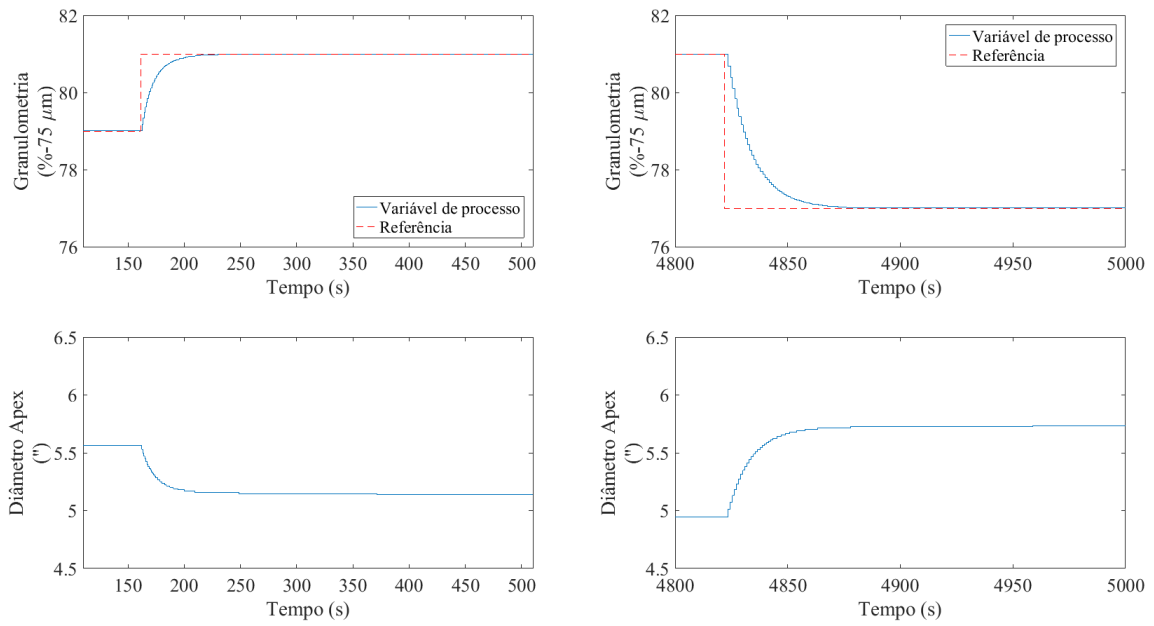 82
80
78
76
Granulometria
(%-75 μm)
150 200 250 300 350 400 450 500
Tempo (s)
Variável de processo
Referência
82
80
78
76
Granulometria
(%-75 μm)
4800 4850 4900 4950 5000
Tempo (s)
Variável de processo
Referência
6.5
6
5.5
5
4.5
Diâmetro Apex
('')
150 200 250 300 350 400 450 500
Tempo (s)
6.5
6
5.5
5
4.5
Diâmetro Apex
('')
4800 4850 4900 4950 5000
Tempo (s)